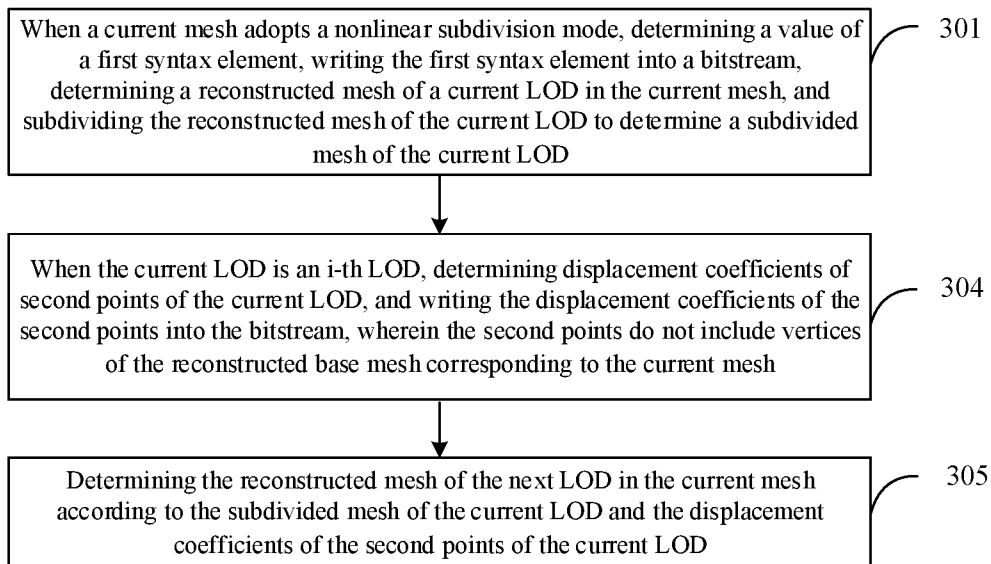 When a current mesh adopts a nonlinear subdivision mode, determining a value of
a first syntax element, writing the first syntax element into a bitstream,
determining a reconstructed mesh of a current LOD in the current mesh, and
subdividing the reconstructed mesh of the current LOD to determine a subdivided
mesh of the current LOD
301
When the current LOD is an i-th LOD, determining displacement coefficients of
second points of the current LOD, and writing the displacement coefficients of the
second points into the bitstream, wherein the second points do not include vertices
of the reconstructed base mesh corresponding to the current mesh
304
Determining the reconstructed mesh of the next LOD in the current mesh
according to the subdivided mesh of the current LOD and the displacement
coefficients of the second points of the current LOD
305